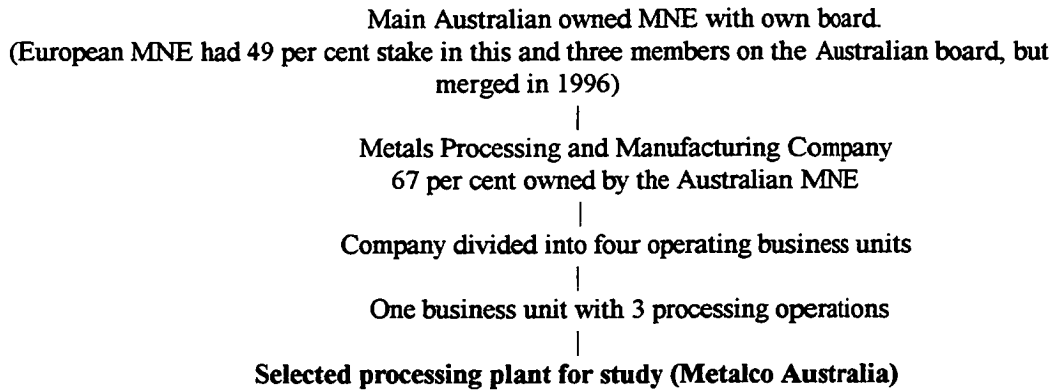 Main Australian owned MNE with own board.
(European MNE had 49 per cent stake in this and three members on the Australian board, but
merged in 1996)
Metals Processing and Manufacturing Company
67 per cent owned by the Australian MNE
Company divided into four operating business units
One business unit with 3 processing operations
Selected processing plant for study (Metalco Australia)